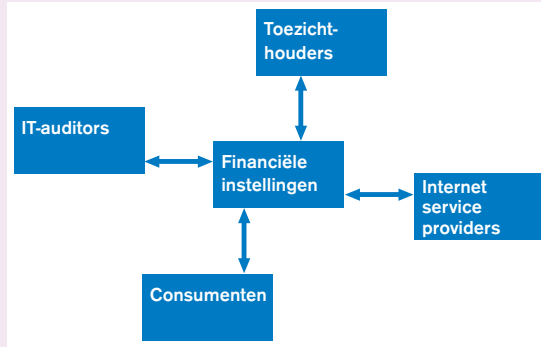 Toezicht-
houders
IT-auditors
Financiële
instellingen
Internet
service
providers
Consumenten